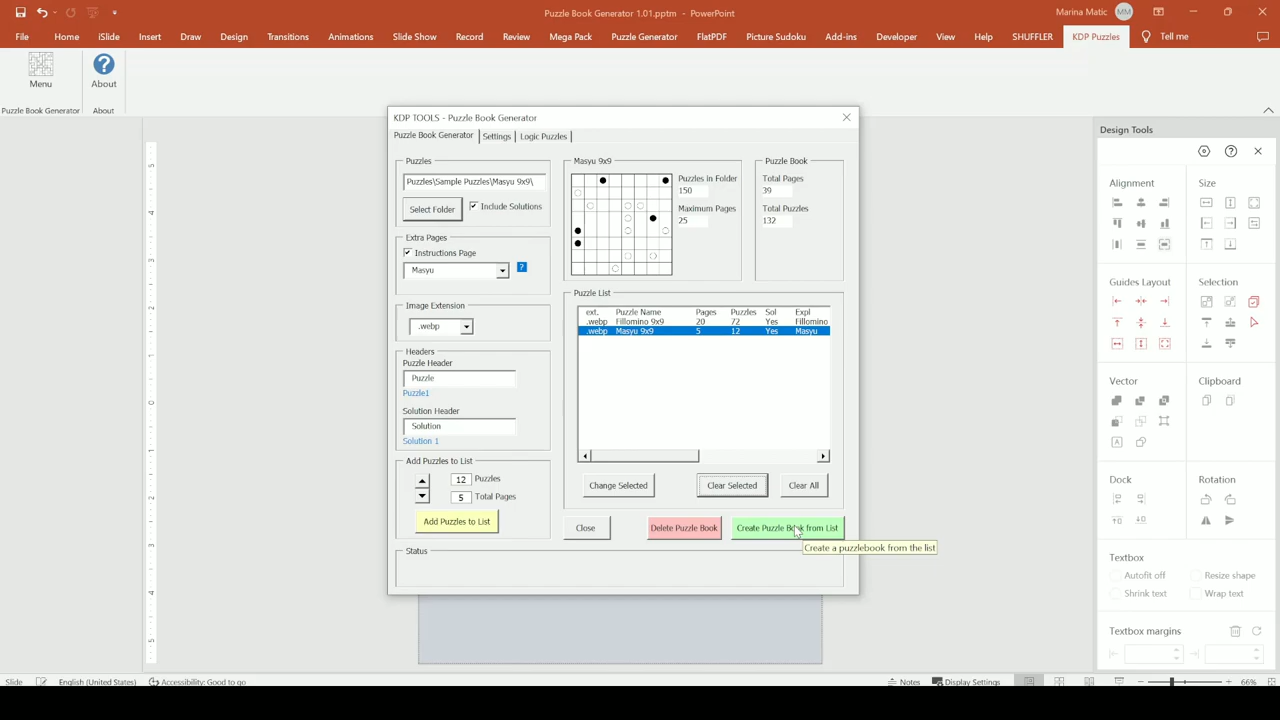 Puzzle Book Generator 1.01.pptm - PowerPoint
Marina Matic MM
File Home iSlide Insert Draw Design Transitions Animations Slide Show Record Review Mega Pack Puzzle Generator FlatPDF Picture Sudoku Add-ins Developer View Help SHUFFLER KDP Puzzles Tell me
Menu About
Puzzle Book Generator About
KDP TOOLS - Puzzle Book Generator
Puzzle Book Generator Settings Logic Puzzles
Puzzles
Puzzles\Sample Puzzles\Masyu 9x9\
Select Folder Include Solutions
Extra Pages
Instructions Page
Masyu ?
Image Extension
.webp
Headers
Puzzle Header
Puzzle
Puzzle1
Solution Header
Solution
Solution 1
Add Puzzles to List
12 Puzzles
5 Total Pages
Add Puzzles to List
Masyu 9x9
Puzzles in Folder
150
Maximum Pages
25
Puzzle Book
Total Pages
39
Total Puzzles
132
Puzzle List
ext. Puzzle Name Pages Puzzles Sol Expl
.webp Fillomino 9x9 20 72 Yes Fillomino
.webp Masyu 9x9 5 12 Yes Masyu
Change Selected Clear Selected Clear All
Close Delete Puzzle Book Create Puzzle Book from List
Create a puzzlebook from the list
Status
Design Tools
Alignment Size
Guides Layout Selection
Vector Clipboard
Dock Rotation
Textbox
Autofit off Resize shape
Shrink text Wrap text
Textbox margins
Slide English (United States) Accessibility: Good to go Notes Display Settings 66%